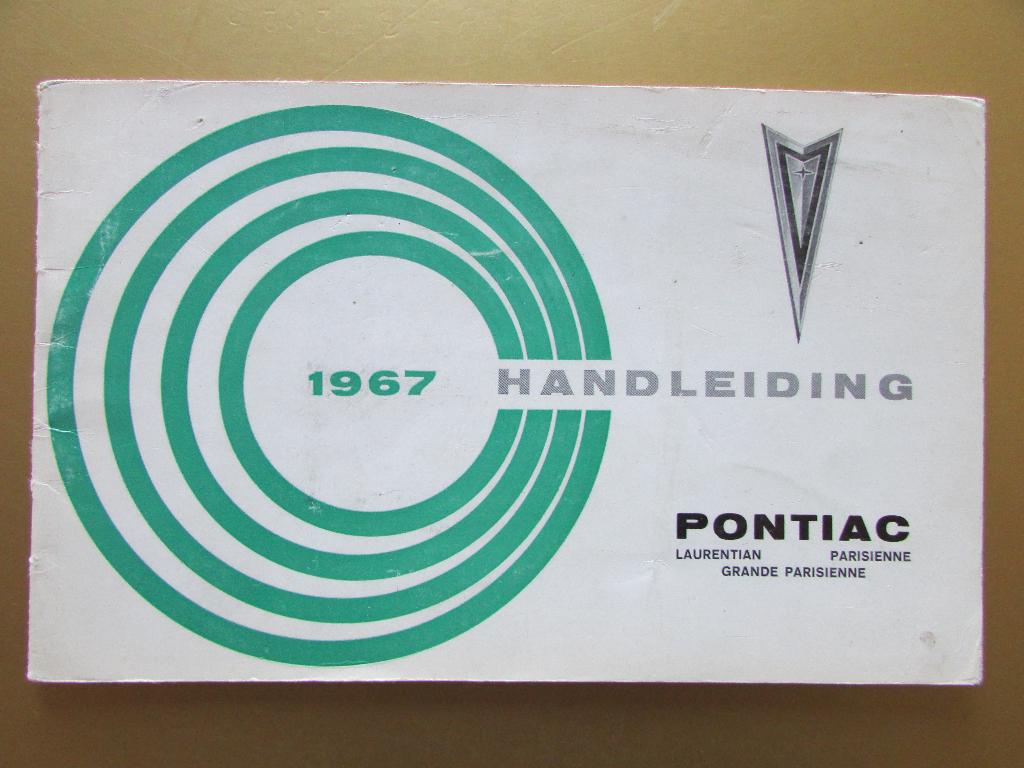 1967 HANDLEIDING
PONTIAC
LAURENTIAN PARISIENNE
GRANDE PARISIENNE